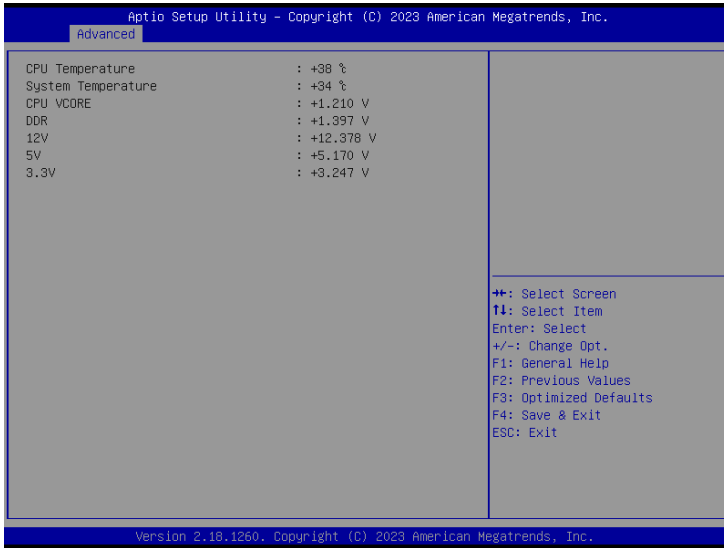 Aptio Setup Utility – Copyright (C) 2023 American Megatrends, Inc.
Advanced
CPU Temperature : +38 ℃
System Temperature : +34 ℃
CPU VCORE : +1.210 V
DDR : +1.397 V
12V : +12.378 V
5V : +5.170 V
3.3V : +3.247 V
→←: Select Screen
↑↓: Select Item
Enter: Select
+/-: Change Opt.
F1: General Help
F2: Previous Values
F3: Optimized Defaults
F4: Save & Exit
ESC: Exit
Version 2.18.1260. Copyright (C) 2023 American Megatrends, Inc.